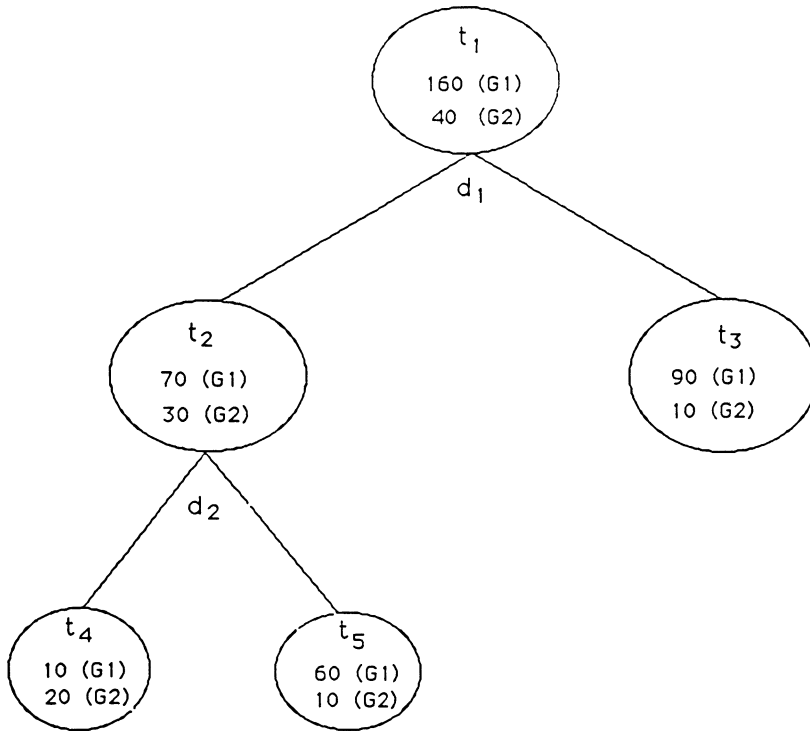 t1
160 (G1)
40 (G2)
d1
t2
70 (G1)
30 (G2)
t3
90 (G1)
10 (G2)
d2
t4
10 (G1)
20 (G2)
t5
60 (G1)
10 (G2)